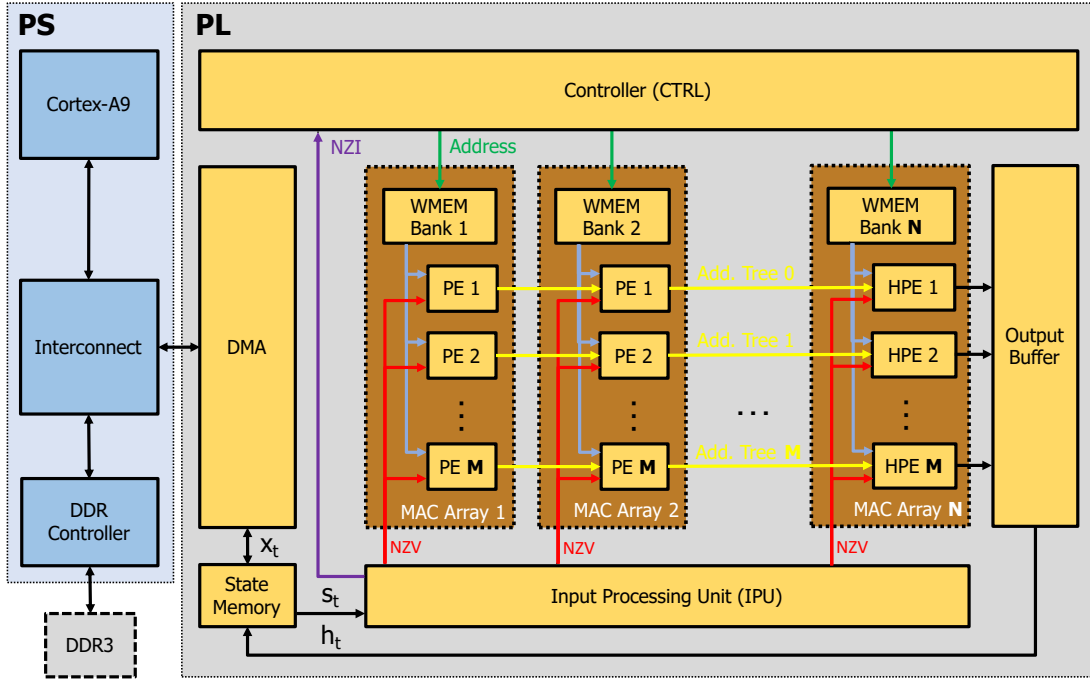 PS
PL
Cortex-A9
Interconnect
DDR
Controller
DDR3
Controller (CTRL)
NZI
Address
DMA
x_t
State
Memory
s_t
h_t
WMEM
Bank 1
PE 1
PE 2
⋮
PE M
MAC Array 1
NZV
WMEM
Bank 2
PE 1
PE 2
⋮
PE M
MAC Array 2
NZV
Add. Tree 0
Add. Tree 1
...
Add. Tree M
WMEM
Bank N
HPE 1
HPE 2
⋮
HPE M
MAC Array N
NZV
Output
Buffer
Input Processing Unit (IPU)